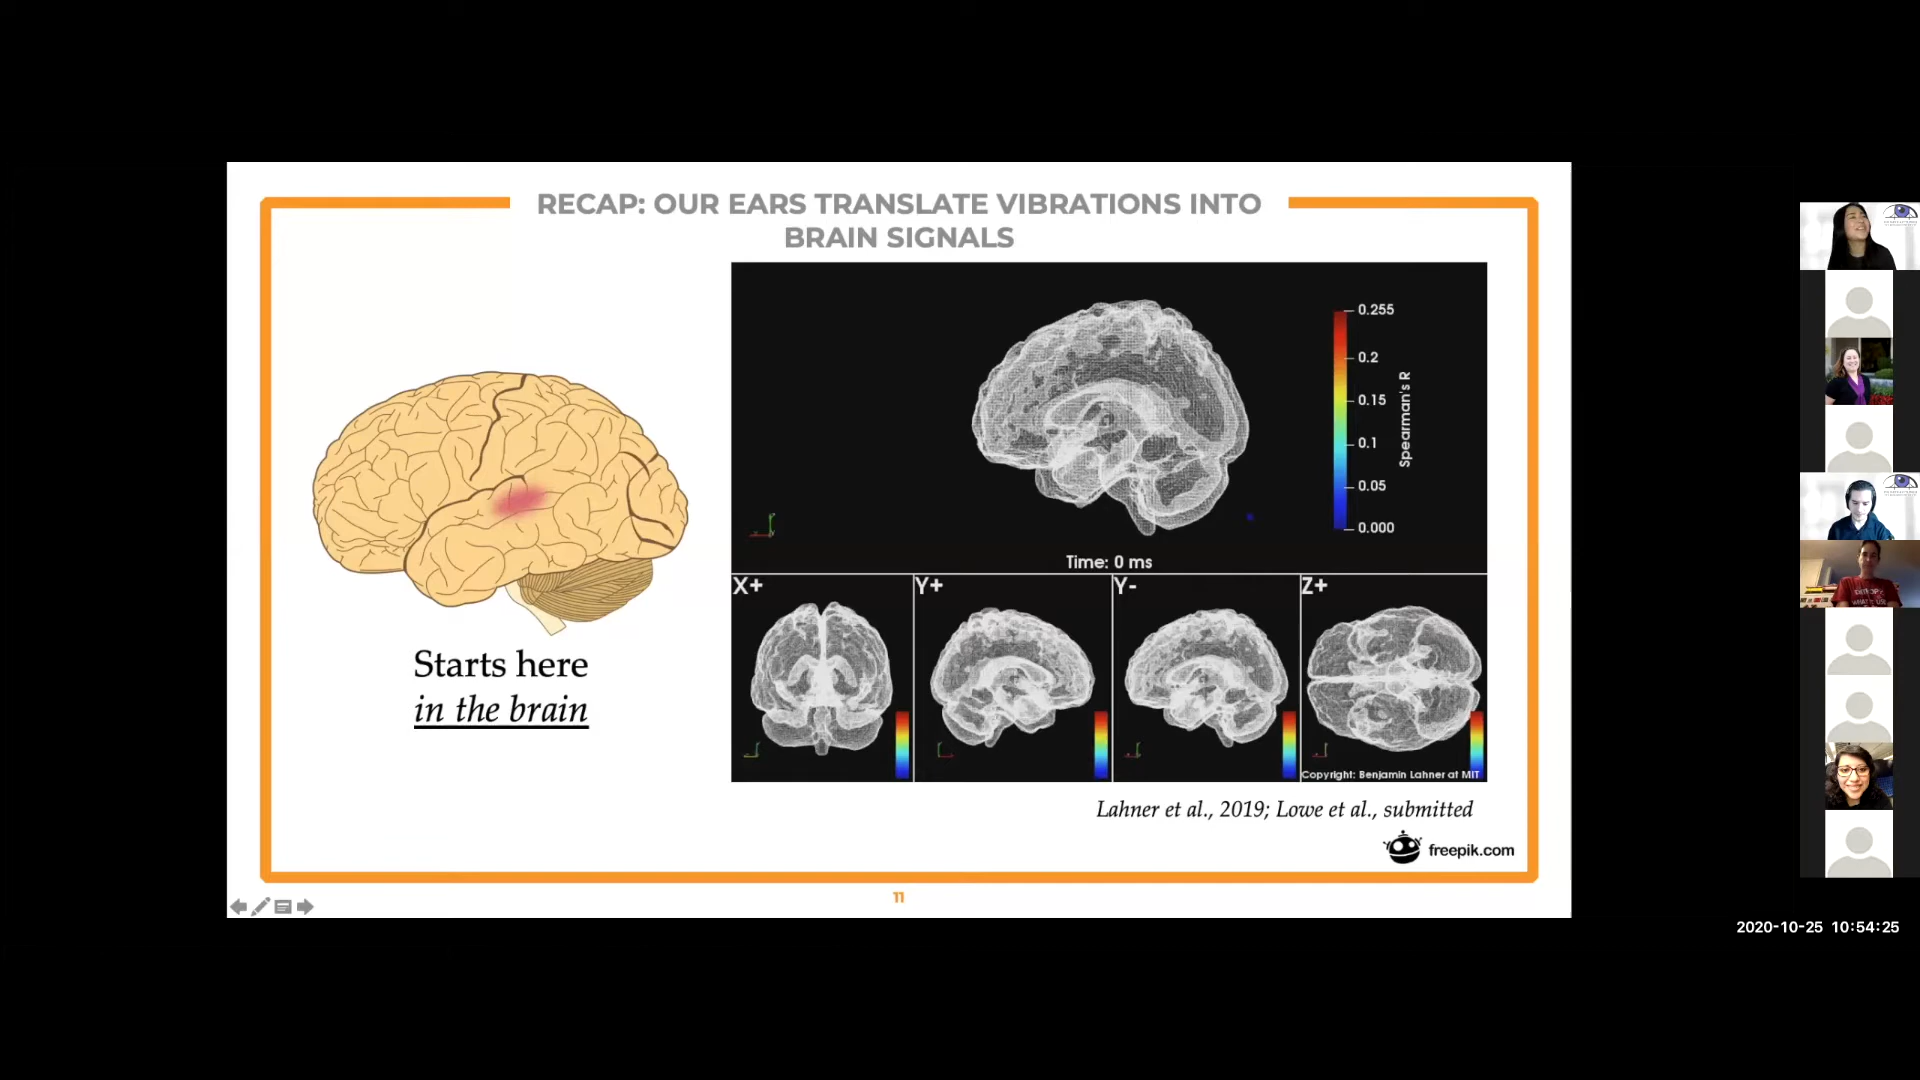 RECAP: OUR EARS TRANSLATE VIBRATIONS INTO
BRAIN SIGNALS
Starts here
in the brain
0.255
0.2
0.15
0.1
0.05
0.000
Spearman's R
Time: 0 ms
X+
Y+
Y-
Z+
Copyright: Benjamin Lahner at MIT
Lahner et al., 2019; Lowe et al., submitted
freepik.com
11
2020-10-25 10:54:25